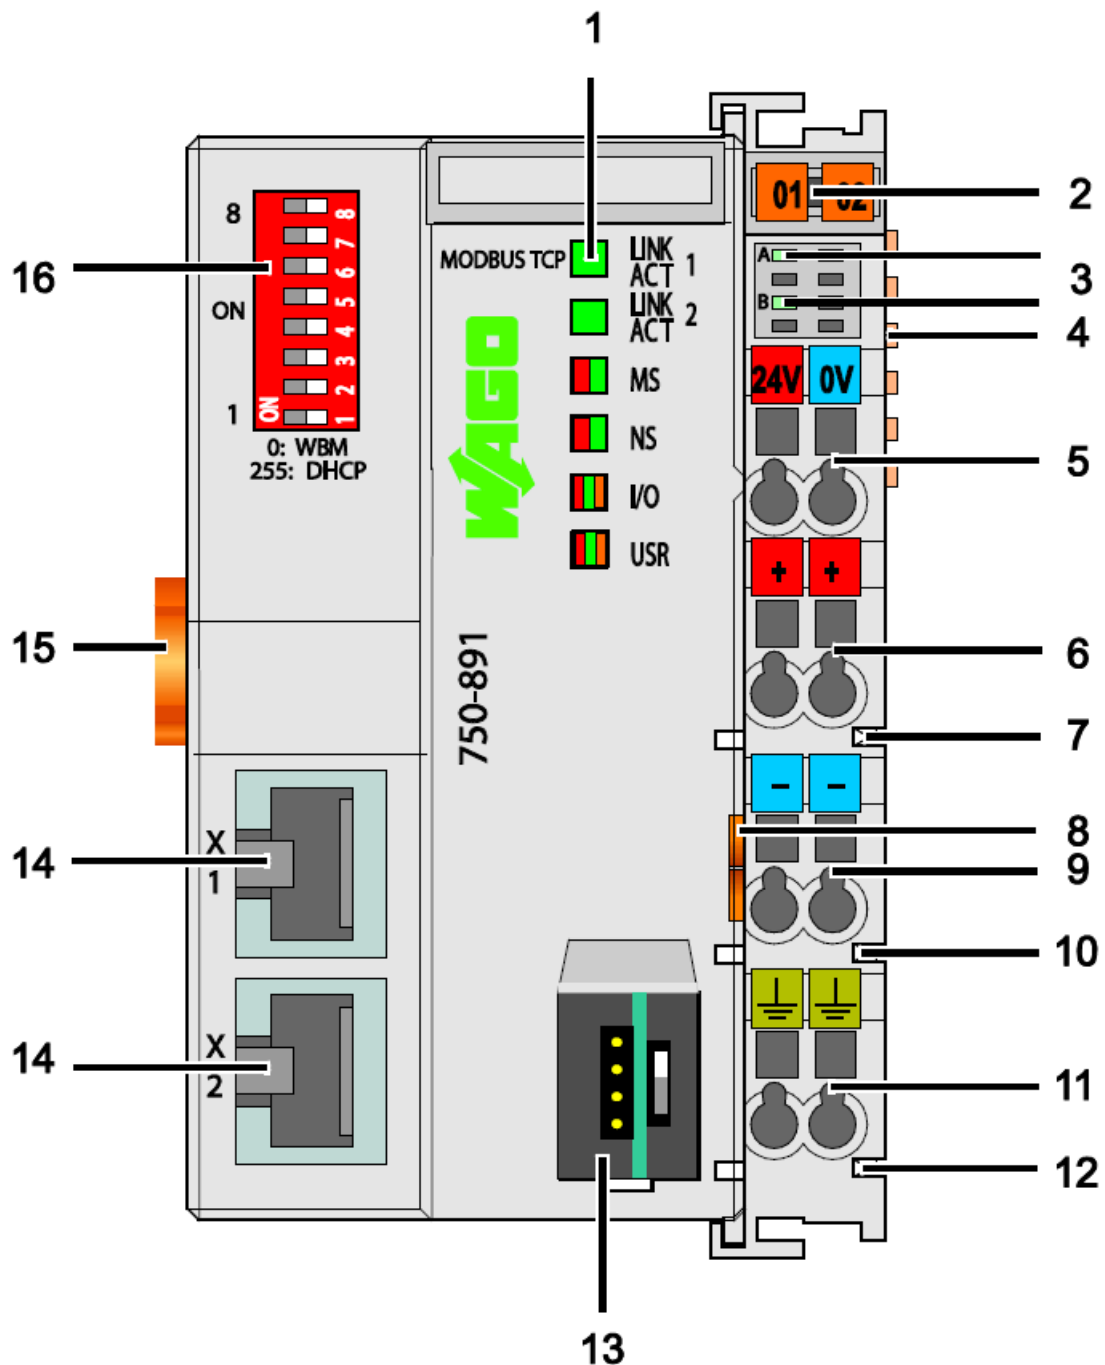 1
01 02
2
8
8
7
6
5
4
3
2
1
ON
16
ON
1
0: WBM
255: DHCP
MODBUS TCP
LINK
ACT 1
LINK
ACT 2
MS
NS
I/O
USR
WAGO
750-891
A
B
3
4
24V 0V
5
+ +
6
7
- -
8
9
10
11
12
15
X
1
14
X
2
14
13